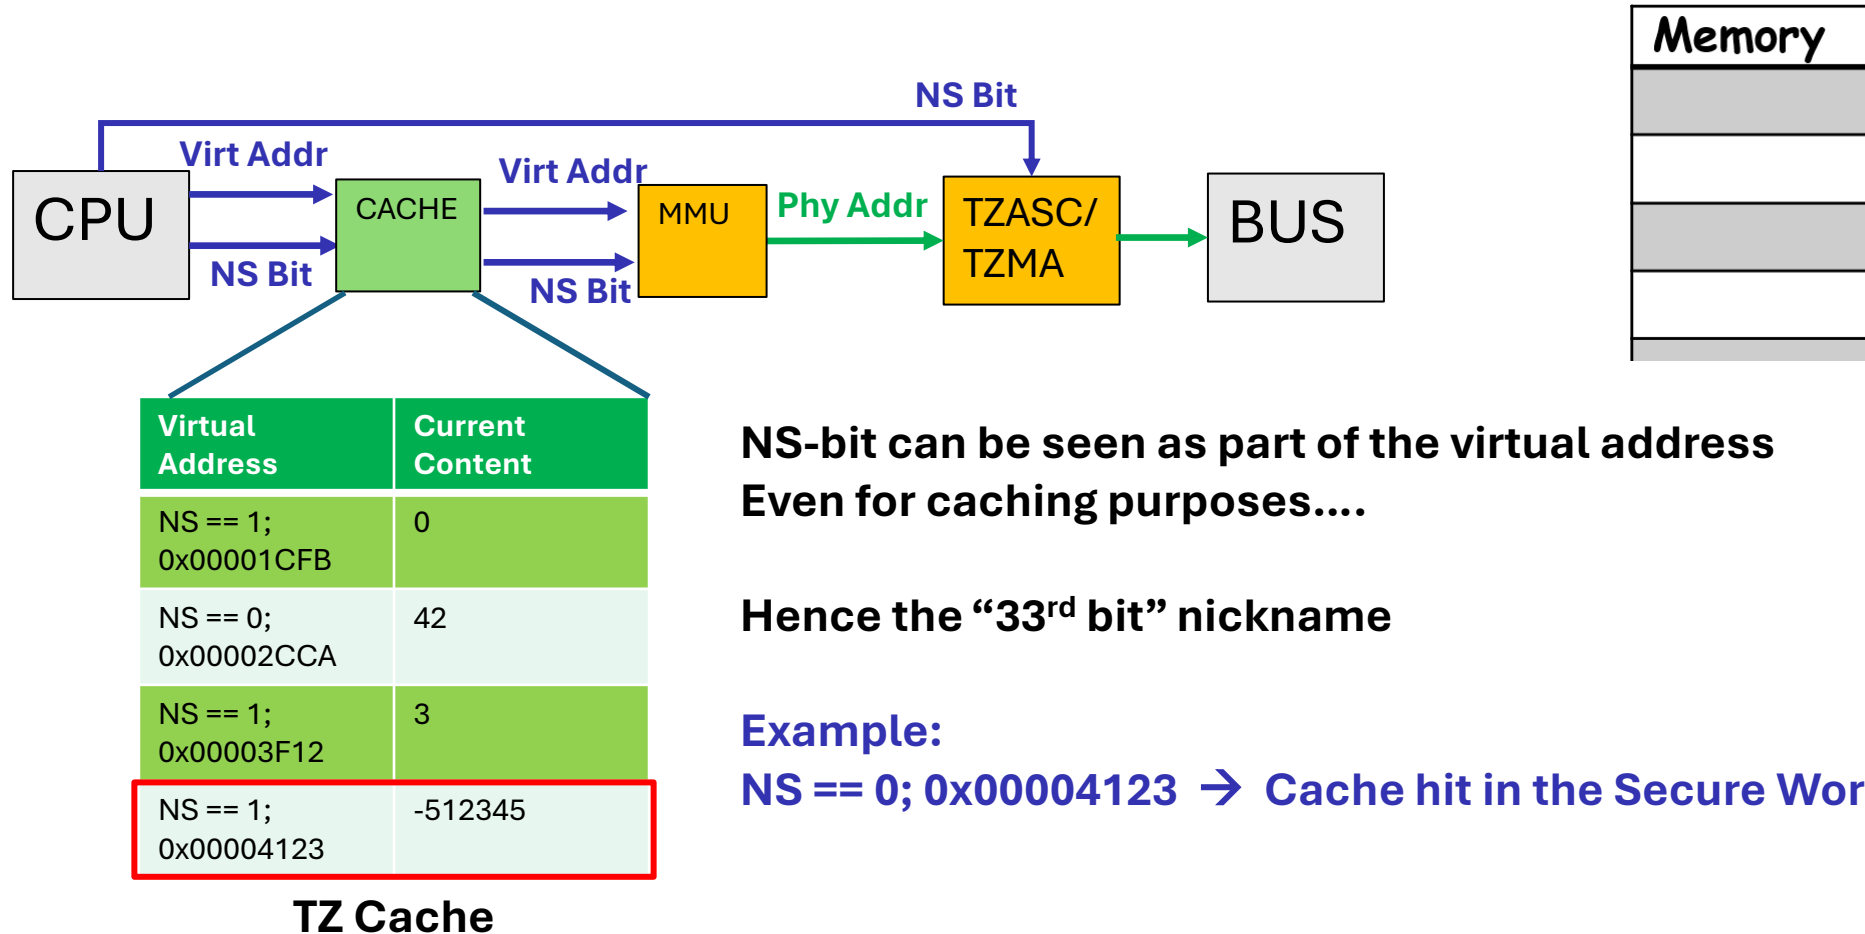 Memory
NS Bit
Virt Addr
Virt Addr
CPU
CACHE
MMU
Phy Addr
TZASC/
TZMA
BUS
NS Bit
NS Bit
Virtual
Address
Current
Content
NS == 1;
0x00001CFB
0
NS == 0;
0x00002CCA
42
NS == 1;
0x00003F12
3
NS == 1;
0x00004123
-512345
TZ Cache
NS-bit can be seen as part of the virtual address
Even for caching purposes....
Hence the “33rd bit” nickname
Example:
NS == 0; 0x00004123 → Cache hit in the Secure Wor